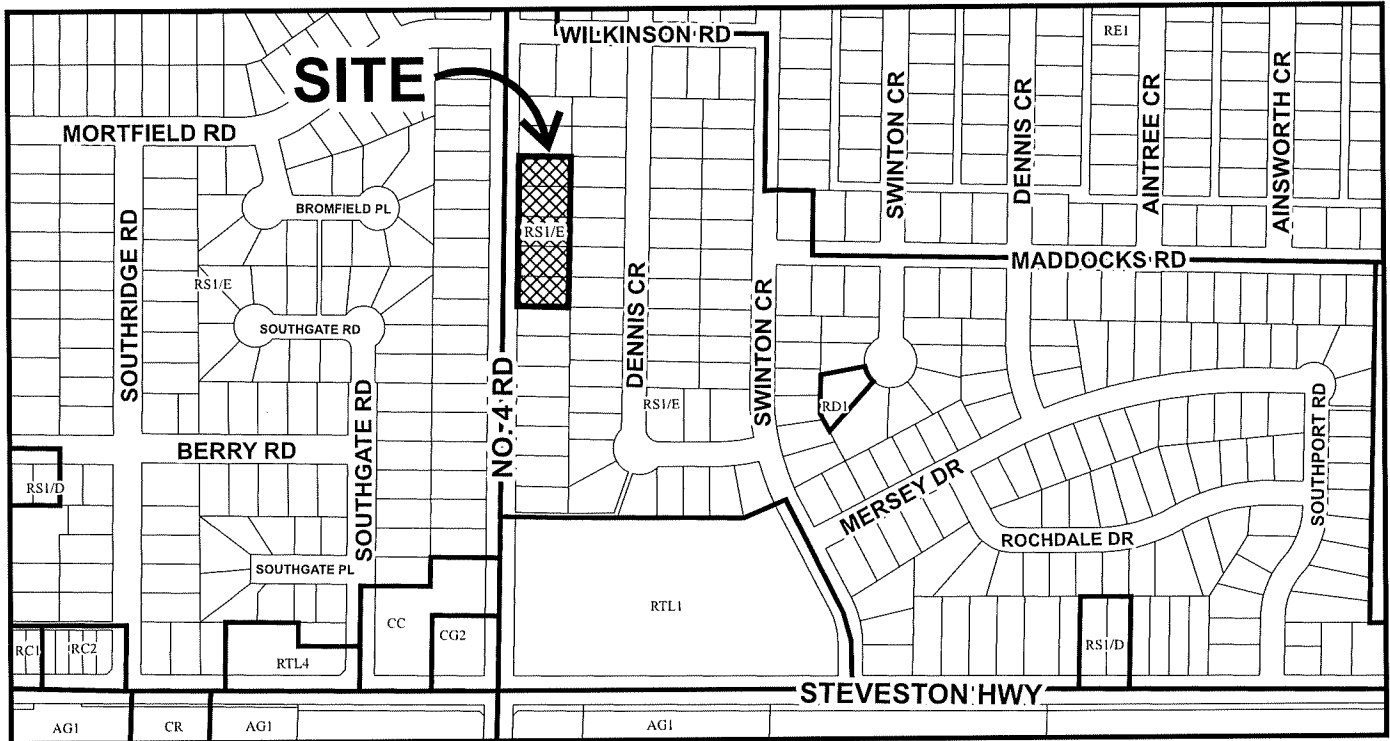 WILKINSON RD
RE1
SITE
MORTFIELD RD
SWINTON CR
DENNIS CR
AINTREE CR
AINSWORTH CR
BROMFIELD PL
RS1/E
SOUTHRIDGE RD
RS1/E
MADDOCKS RD
SOUTHGATE RD
DENNIS CR
SWINTON CR
NO. 4 RD
RS1/E
RD1
SOUTHPORT RD
BERRY RD
SOUTHGATE RD
RS1/D
MERSEY DR
ROCHDALE DR
SOUTHGATE PL
RTL1
CC
CG2
RC1
RC2
RTL4
RS1/D
STEVESTON HWY
AG1
CR
AG1
AG1